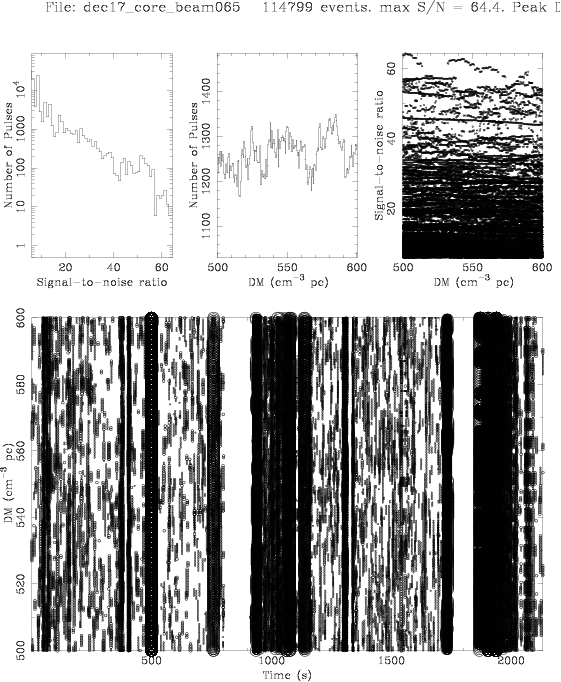 File: dec17_core_beam065 114799 events. max S/N = 64.4. Peak D
Number of Pulses
1 10 100 1000 10⁴
20 40 60
Signal-to-noise ratio
Number of Pulses
1100 1200 1300 1400
500 550 600
DM (cm⁻³ pc)
Signal-to-noise ratio
20 40 60
500 550 600
DM (cm⁻³ pc)
DM (cm⁻³ pc)
500 520 540 560 580 600
500 1000 1500 2000
Time (s)